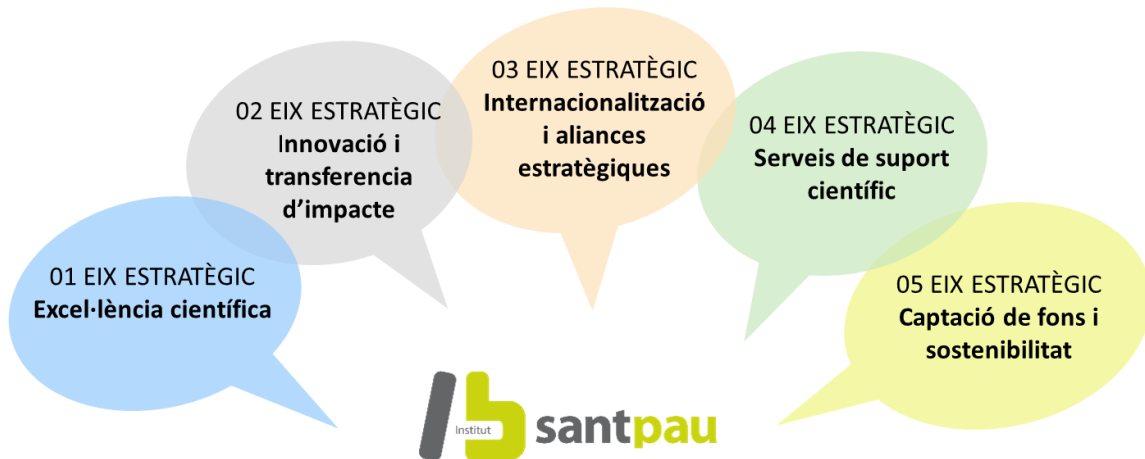 01 EIX ESTRATÈGIC
Excel·lència científica
02 EIX ESTRATÈGIC
Innovació i
transferencia
d’impacte
03 EIX ESTRATÈGIC
Internacionalització
i aliances
estratègiques
04 EIX ESTRATÈGIC
Serveis de suport
científic
05 EIX ESTRATÈGIC
Captació de fons i
sostenibilitat
Institut
santpau